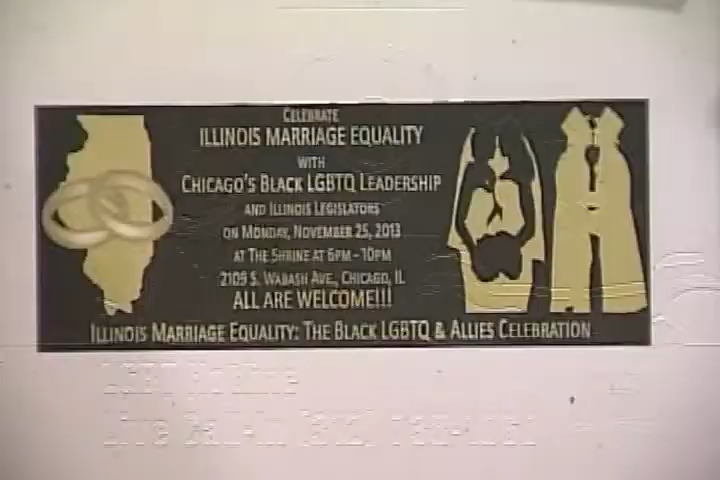 CELEBRATE
ILLINOIS MARRIAGE EQUALITY
WITH
CHICAGO'S BLACK LGBTQ LEADERSHIP
AND ILLINOIS LEGISLATORS
ON MONDAY, NOVEMBER 25, 2013
AT THE SHRINE AT 6PM - 10PM
2109 S. WABASH AVE., CHICAGO, IL
ALL ARE WELCOME!!!
ILLINOIS MARRIAGE EQUALITY: THE BLACK LGBTQ & ALLIES CELEBRATION